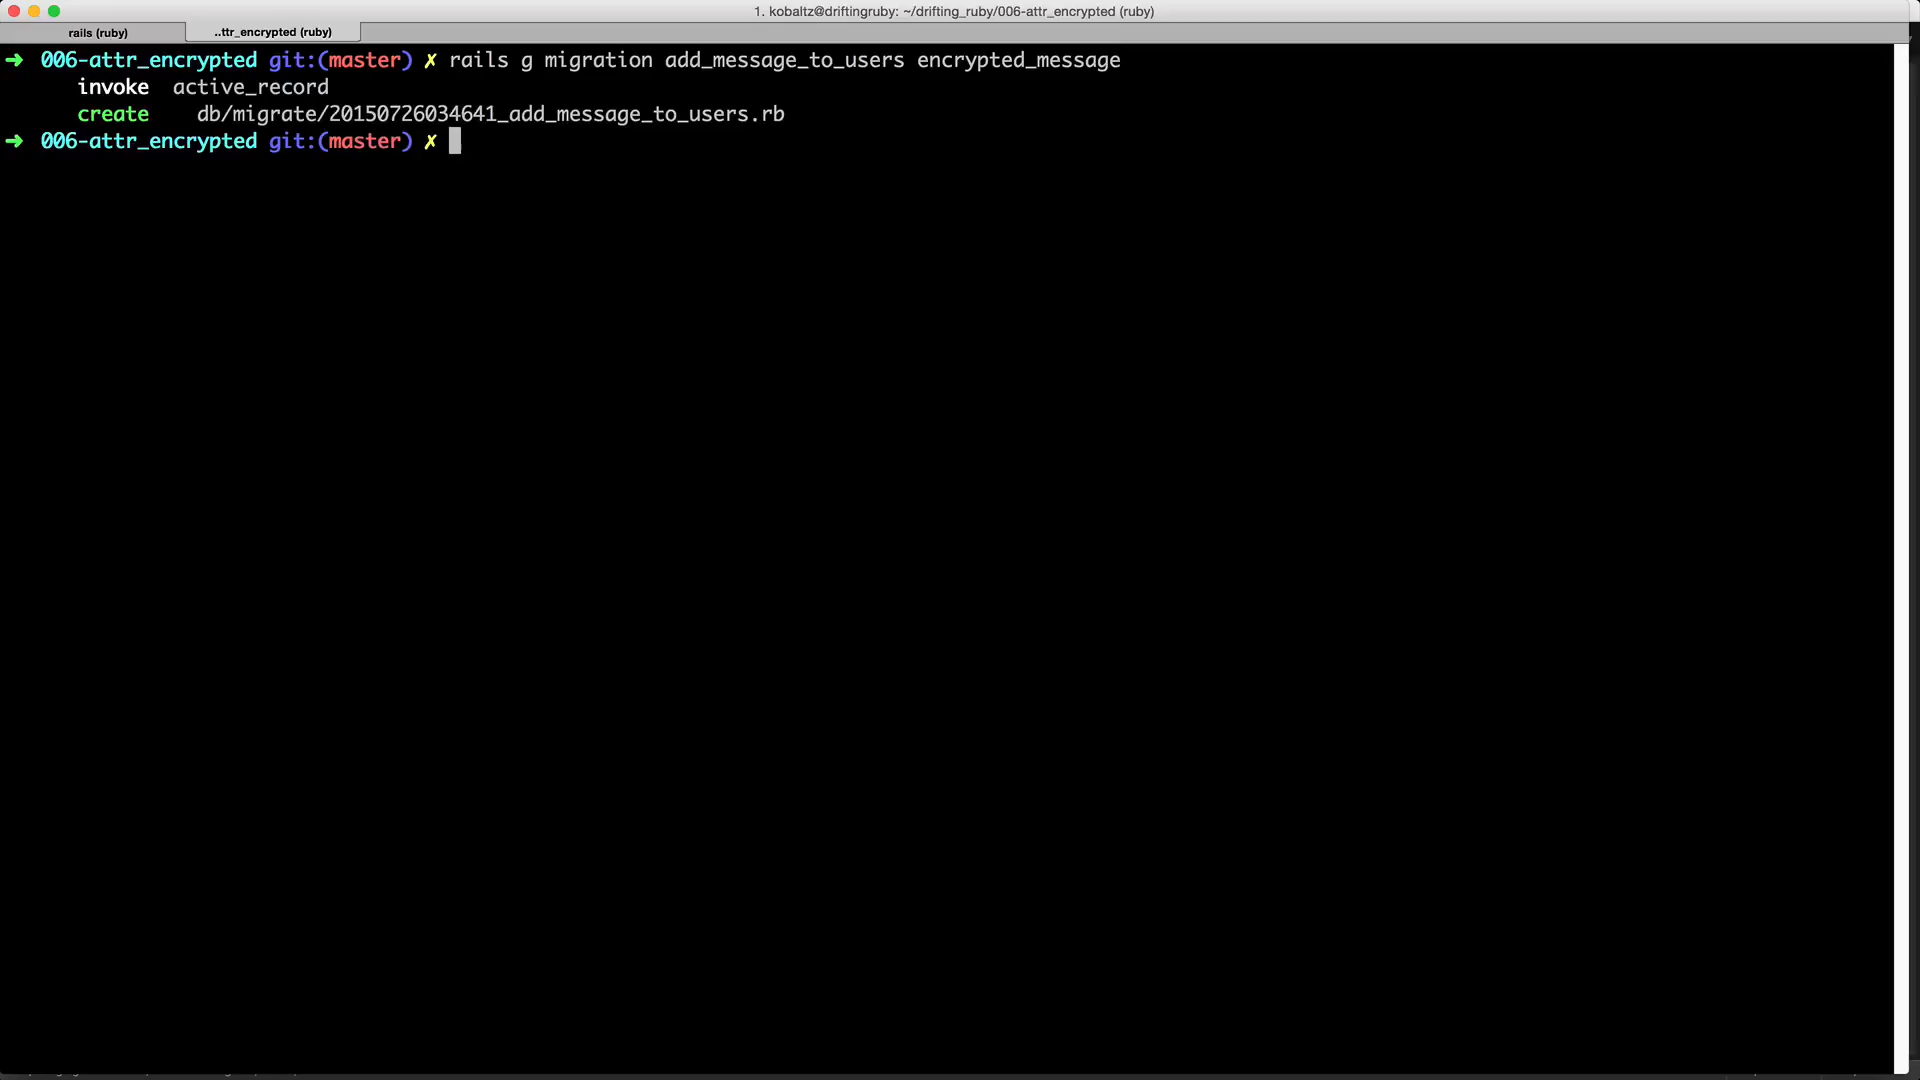 1. kobaltz@driftingruby: ~/drifting_ruby/006-attr_encrypted (ruby)
rails (ruby)
..ttr_encrypted (ruby)
➜ 006-attr_encrypted git:(master) ✗ rails g migration add_message_to_users encrypted_message
invoke active_record
create db/migrate/20150726034641_add_message_to_users.rb
➜ 006-attr_encrypted git:(master) ✗